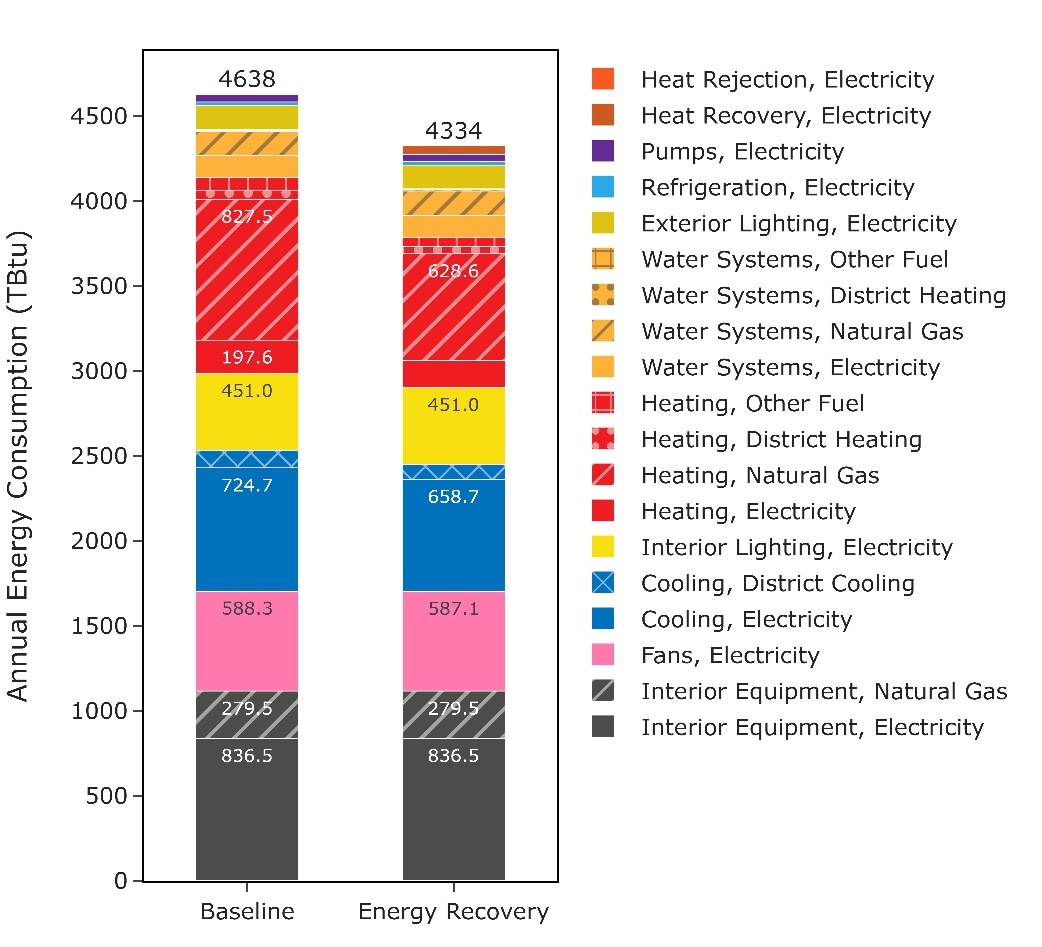 Annual Energy Consumption (TBtu)
4500
4000
3500
3000
2500
2000
1500
1000
500
0
4638
827.5
197.6
451.0
724.7
588.3
279.5
836.5
Baseline
4334
628.6
451.0
658.7
587.1
279.5
836.5
Energy Recovery
Heat Rejection, Electricity
Heat Recovery, Electricity
Pumps, Electricity
Refrigeration, Electricity
Exterior Lighting, Electricity
Water Systems, Other Fuel
Water Systems, District Heating
Water Systems, Natural Gas
Water Systems, Electricity
Heating, Other Fuel
Heating, District Heating
Heating, Natural Gas
Heating, Electricity
Interior Lighting, Electricity
Cooling, District Cooling
Cooling, Electricity
Fans, Electricity
Interior Equipment, Natural Gas
Interior Equipment, Electricity